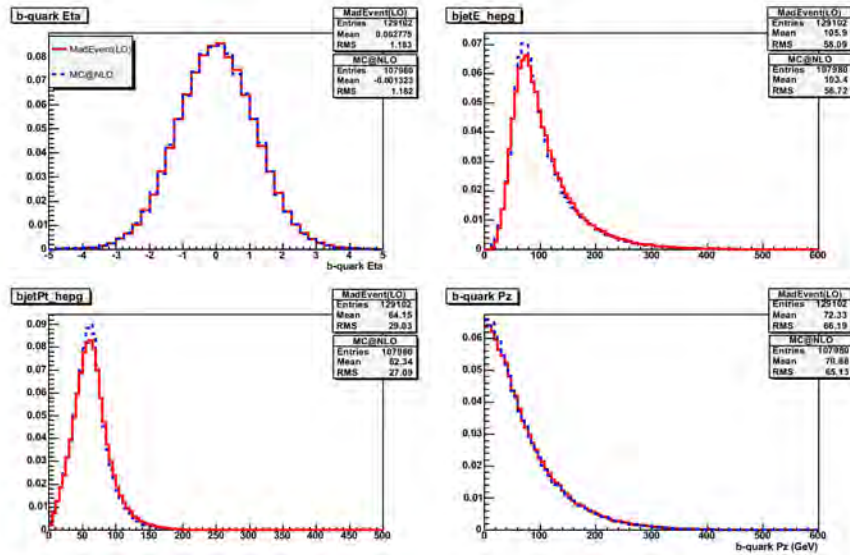 b-quark Eta
MadEvent(LO)
Entries 129102
Mean 0.002775
RMS 1.183
MC@NLO
Entries 107980
Mean -0.001323
RMS 1.182
MadEvent(LO)
MC@NLO
0.08
0.07
0.06
0.05
0.04
0.03
0.02
0.01
0
-5 -4 -3 -2 -1 0 1 2 3 4 5
b-quark Eta
bjetE_hepg
MadEvent(LO)
Entries 129102
Mean 105.9
RMS 58.09
MC@NLO
Entries 107980
Mean 103.4
RMS 56.72
0.07
0.06
0.05
0.04
0.03
0.02
0.01
0
0 100 200 300 400 500 600
bjetPt_hepg
MadEvent(LO)
Entries 129102
Mean 64.15
RMS 29.03
MC@NLO
Entries 107980
Mean 62.34
RMS 27.09
0.09
0.08
0.07
0.06
0.05
0.04
0.03
0.02
0.01
0
0 50 100 150 200 250 300 350 400 450 500
b-quark Pz
MadEvent(LO)
Entries 129102
Mean 72.33
RMS 66.19
MC@NLO
Entries 107980
Mean 70.68
RMS 65.13
0.06
0.05
0.04
0.03
0.02
0.01
0
0 100 200 300 400 500 600
b-quark Pz (GeV)